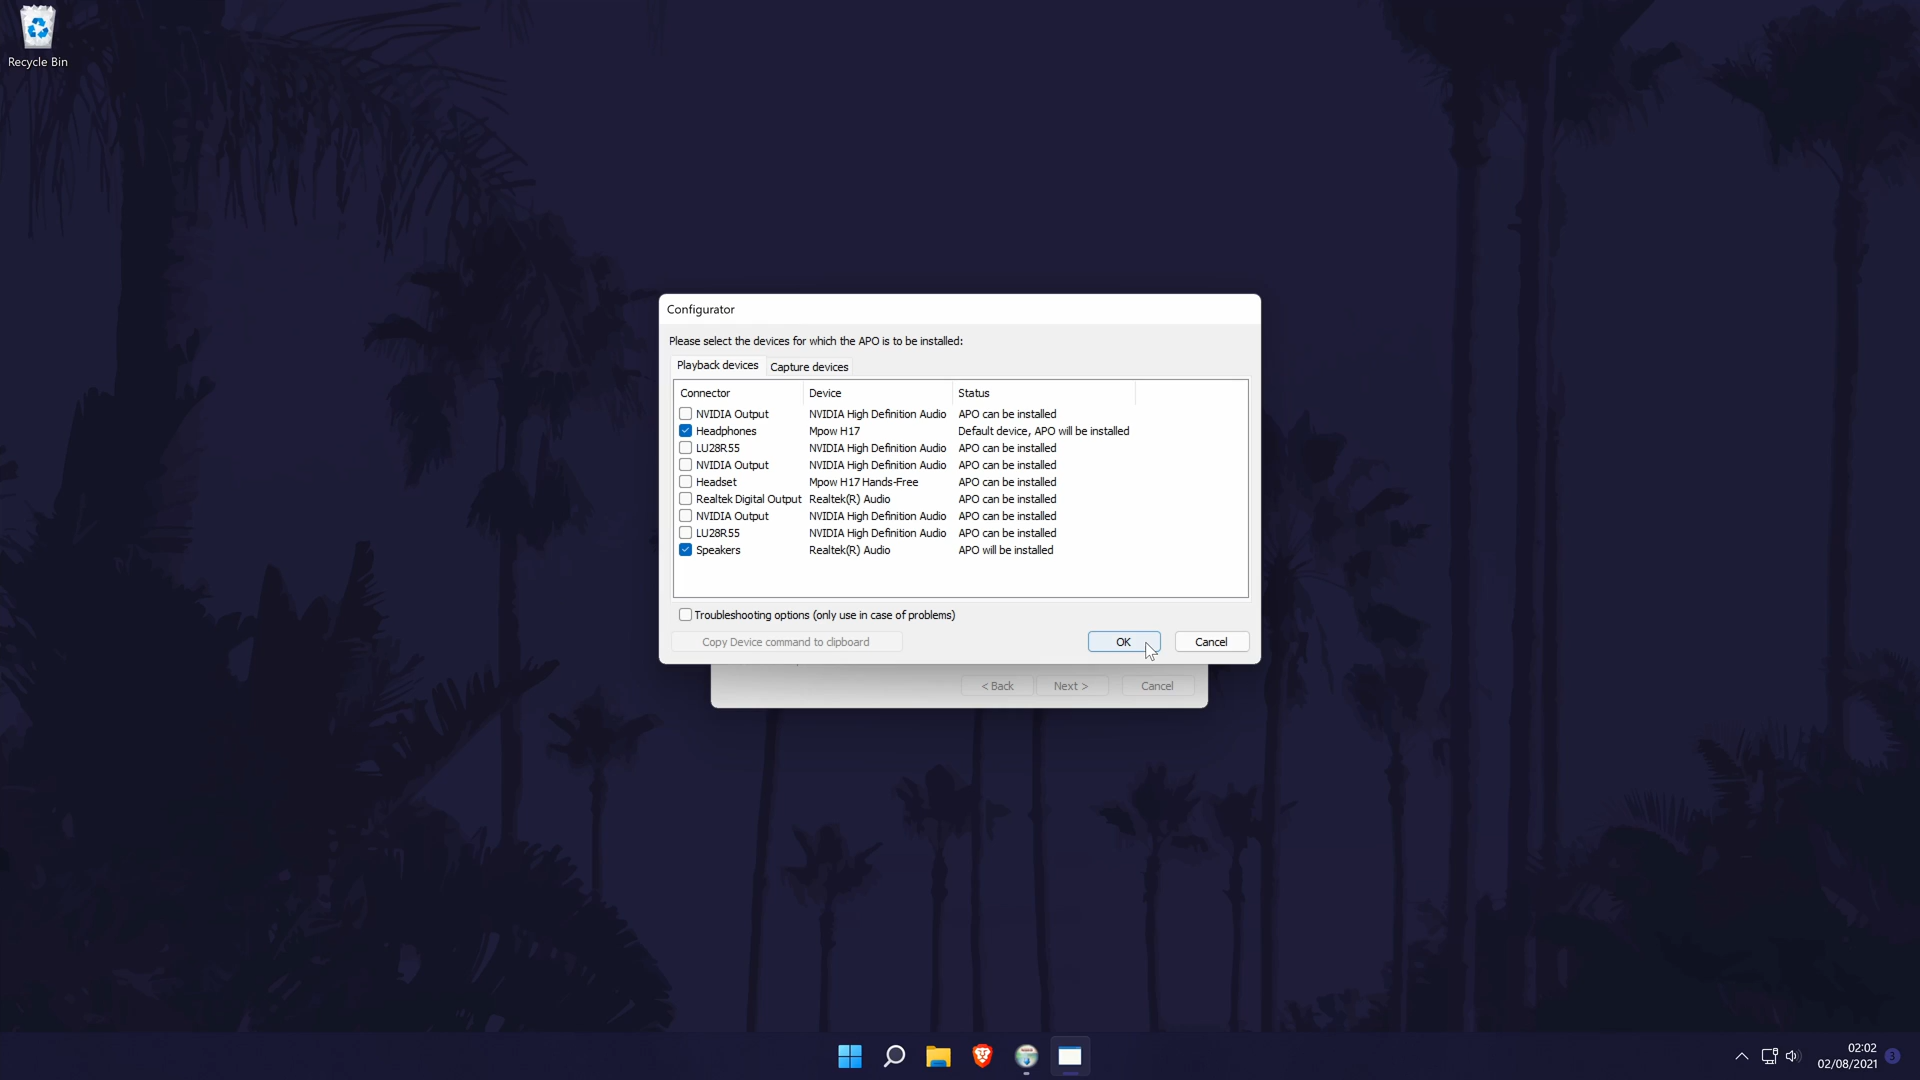 Recycle Bin
Configurator
Please select the devices for which the APO is to be installed:
Playback devices Capture devices
Connector Device Status
NVIDIA Output NVIDIA High Definition Audio APO can be installed
Headphones Mpow H17 Default device, APO will be installed
LU28R55 NVIDIA High Definition Audio APO can be installed
NVIDIA Output NVIDIA High Definition Audio APO can be installed
Headset Mpow H17 Hands-Free APO can be installed
Realtek Digital Output Realtek(R) Audio APO can be installed
NVIDIA Output NVIDIA High Definition Audio APO can be installed
LU28R55 NVIDIA High Definition Audio APO can be installed
Speakers Realtek(R) Audio APO will be installed
Troubleshooting options (only use in case of problems)
Copy Device command to clipboard OK Cancel
< Back Next > Cancel
02:02
02/08/2021 3